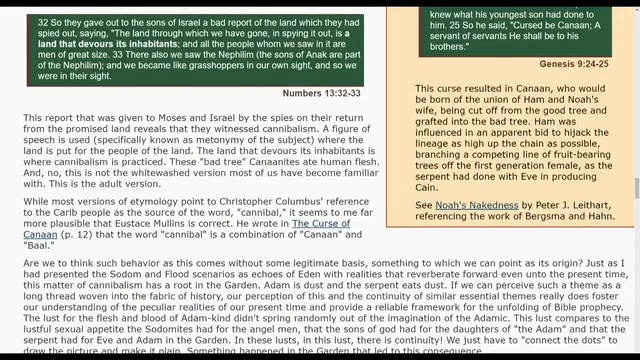 32 So they gave out to the sons of Israel a bad report of the land which they had
spied out, saying, "The land through which we have gone, in spying it out, is a
land that devours its inhabitants; and all the people whom we saw in it are
men of great size. 33 There also we saw the Nephilim (the sons of Anak are part
of the Nephilim); and we became like grasshoppers in our own sight, and so we
were in their sight.
Numbers 13:32-33
This report that was given to Moses and Israel by the spies on their return
from the promised land reveals that they witnessed cannibalism. A figure of
speech is used (specifically known as metonymy of the subject) where the
land is put for the people of the land. The land that devours its inhabitants is
where cannibalism is practiced. These "bad tree" Canaanites ate human flesh.
And, no, this is not the whitewashed version most of us have become familiar
with. This is the adult version.
While most versions of etymology point to Christopher Columbus' reference
to the Carib people as the source of the word, "cannibal," it seems to me far
more plausible that Eustace Mullins is correct. He wrote in The Curse of
Canaan (p. 12) that the word "cannibal" is a combination of "Canaan" and
"Baal."
knew what his youngest son had done to
him. 25 So he said, "Cursed be Canaan; A
servant of servants He shall be to his
brothers."
Genesis 9:24-25
This curse resulted in Canaan, who would
be born of the union of Ham and Noah's
wife, being cut off from the good tree and
grafted into the bad tree. Ham was
influenced in an apparent bid to hijack the
lineage as high up the chain as possible,
branching a competing line of fruit-bearing
trees off the first generation female, as the
serpent had done with Eve in producing
Cain.
See Noah's Nakedness by Peter J. Leithart,
referencing the work of Bergsma and Hahn.
Are we to think such behavior as this comes without some legitimate basis, something to which we can point as its origin? Just as I
had presented the Sodom and Flood scenarios as echoes of Eden with realities that reverberate forward even unto the present time,
this matter of cannibalism has a root in the Garden. Adam is dust and the serpent eats dust. If we can perceive such a theme as a
long thread woven into the fabric of history, our perception of this and the continuity of similar essential themes really does foster
our understanding of the peculiar realities of our present time and provide a reliable framework for the unfolding of Bible prophecy.
The lust for the flesh and blood of Adam-kind didn't spring randomly out of the imagination of the Adamic. This lust compares to the
lustful sexual appetite the Sodomites had for the angel men, that the sons of god had for the daughters of "the Adam" and that the
serpent had for Eve and Adam in the Garden. In these lusts, in this lust, there is continuity! We just have to "connect the dots" to
draw the picture and make it plain. Something happened in the Garden that led to this consequence.